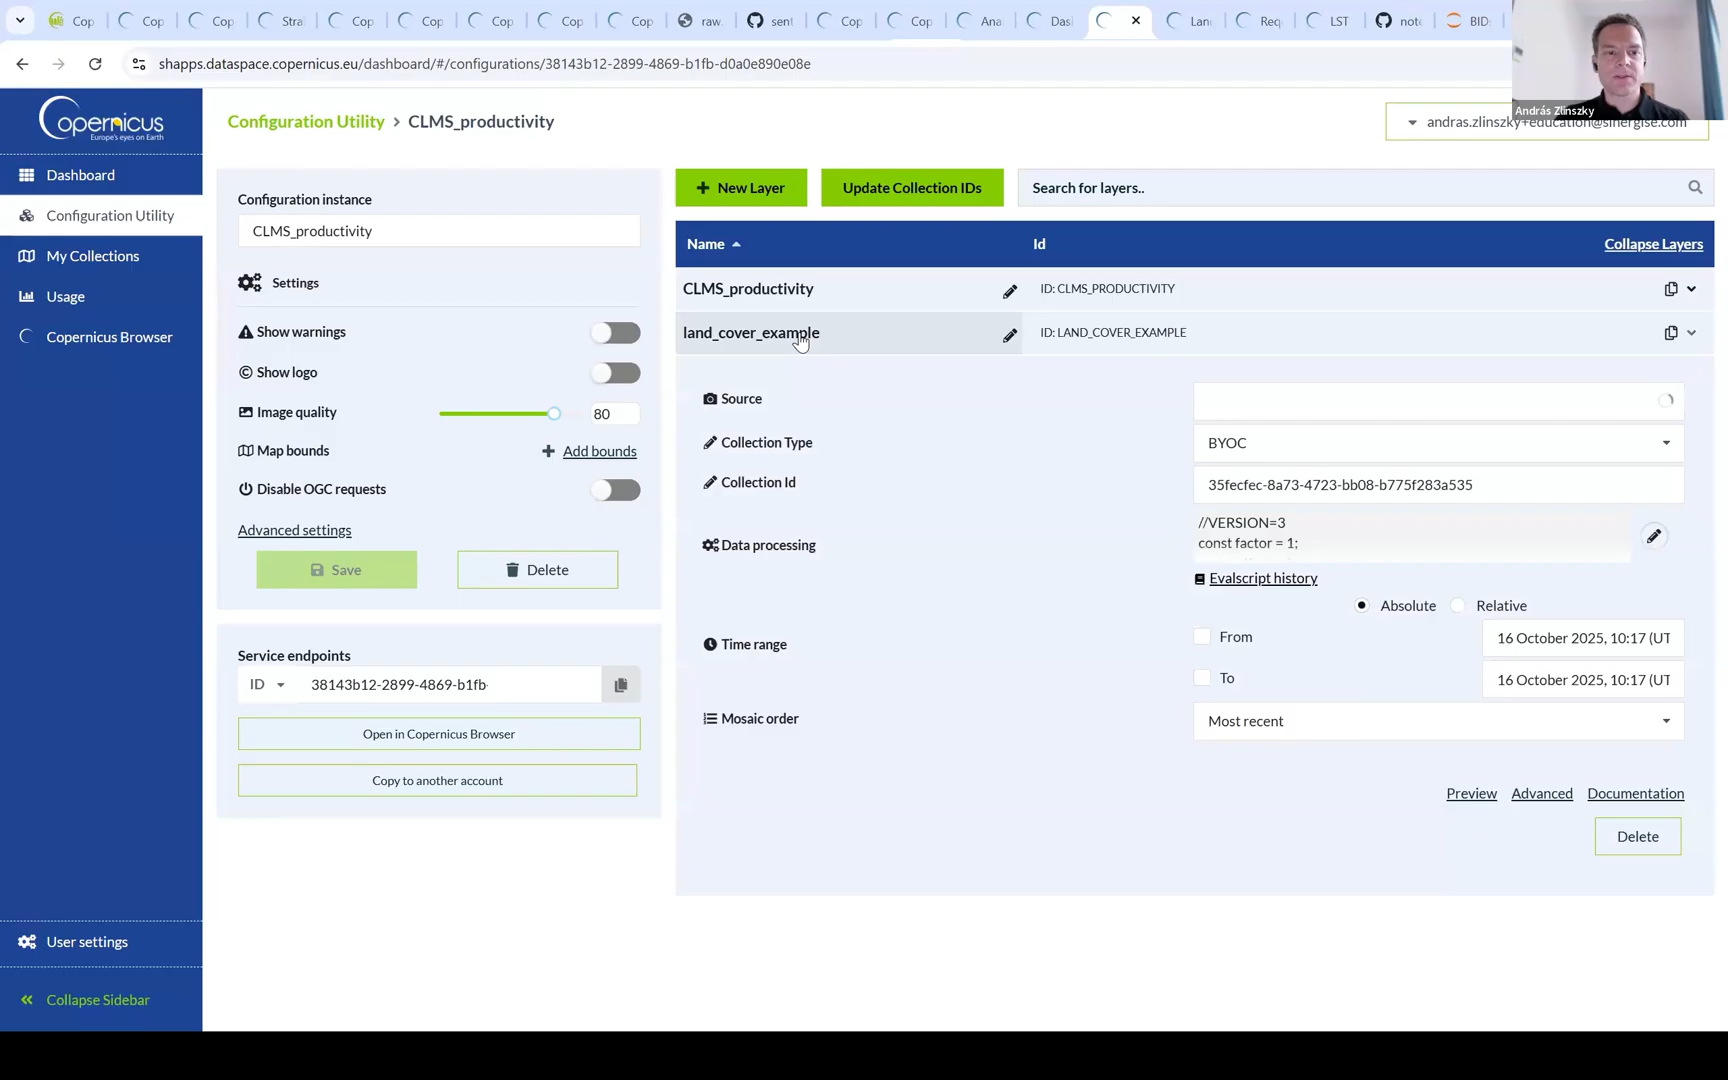 Cop
Cop
Cop
Stra
Cop
Cop
Cop
Cop
Cop
raw.
sent
Cop
Cop
Ana
Das
Lan
Req
LST
note
BID
shapps.dataspace.copernicus.eu/dashboard/#/configurations/38143b12-2899-4869-b1fb-d0a0e890e08e
András Zlinszky
opernicus
Europe's eyes on Earth
Configuration Utility > CLMS_productivity
andras.zlinszky+education@sinergise.com
Dashboard
Configuration Utility
My Collections
Usage
Copernicus Browser
User settings
Collapse Sidebar
Configuration instance
CLMS_productivity
Settings
Show warnings
Show logo
Image quality
80
Map bounds
Add bounds
Disable OGC requests
Advanced settings
Save
Delete
Service endpoints
ID
38143b12-2899-4869-b1fb-
Open in Copernicus Browser
Copy to another account
New Layer
Update Collection IDs
Search for layers..
Name
Id
Collapse Layers
CLMS_productivity
ID: CLMS_PRODUCTIVITY
land_cover_example
ID: LAND_COVER_EXAMPLE
Source
Collection Type
BYOC
Collection Id
35fecfec-8a73-4723-bb08-b775f283a535
Data processing
//VERSION=3
const factor = 1;
Evalscript history
Absolute
Relative
Time range
From
16 October 2025, 10:17 (UT
To
16 October 2025, 10:17 (UT
Mosaic order
Most recent
Preview
Advanced
Documentation
Delete